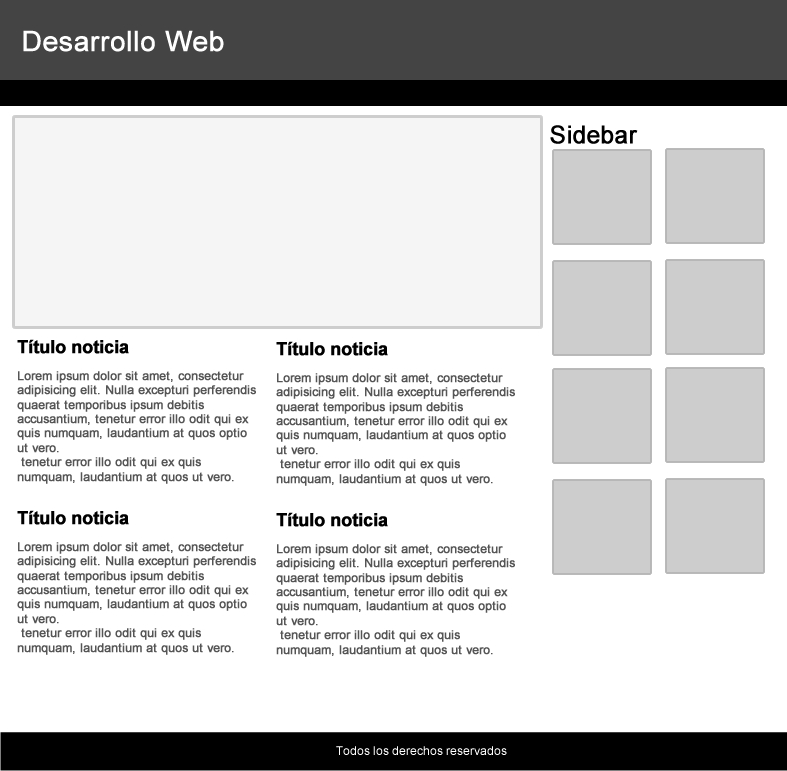 Desarrollo Web
Sidebar
Título noticia
Lorem ipsum dolor sit amet, consectetur
adipisicing elit. Nulla excepturi perferendis
quaerat temporibus ipsum debitis
accusantium, tenetur error illo odit qui ex
quis numquam, laudantium at quos optio
ut vero.
tenetur error illo odit qui ex quis
numquam, laudantium at quos ut vero.
Título noticia
Lorem ipsum dolor sit amet, consectetur
adipisicing elit. Nulla excepturi perferendis
quaerat temporibus ipsum debitis
accusantium, tenetur error illo odit qui ex
quis numquam, laudantium at quos optio
ut vero.
tenetur error illo odit qui ex quis
numquam, laudantium at quos ut vero.
Título noticia
Lorem ipsum dolor sit amet, consectetur
adipisicing elit. Nulla excepturi perferendis
quaerat temporibus ipsum debitis
accusantium, tenetur error illo odit qui ex
quis numquam, laudantium at quos optio
ut vero.
tenetur error illo odit qui ex quis
numquam, laudantium at quos ut vero.
Título noticia
Lorem ipsum dolor sit amet, consectetur
adipisicing elit. Nulla excepturi perferendis
quaerat temporibus ipsum debitis
accusantium, tenetur error illo odit qui ex
quis numquam, laudantium at quos optio
ut vero.
tenetur error illo odit qui ex quis
numquam, laudantium at quos ut vero.
Todos los derechos reservados